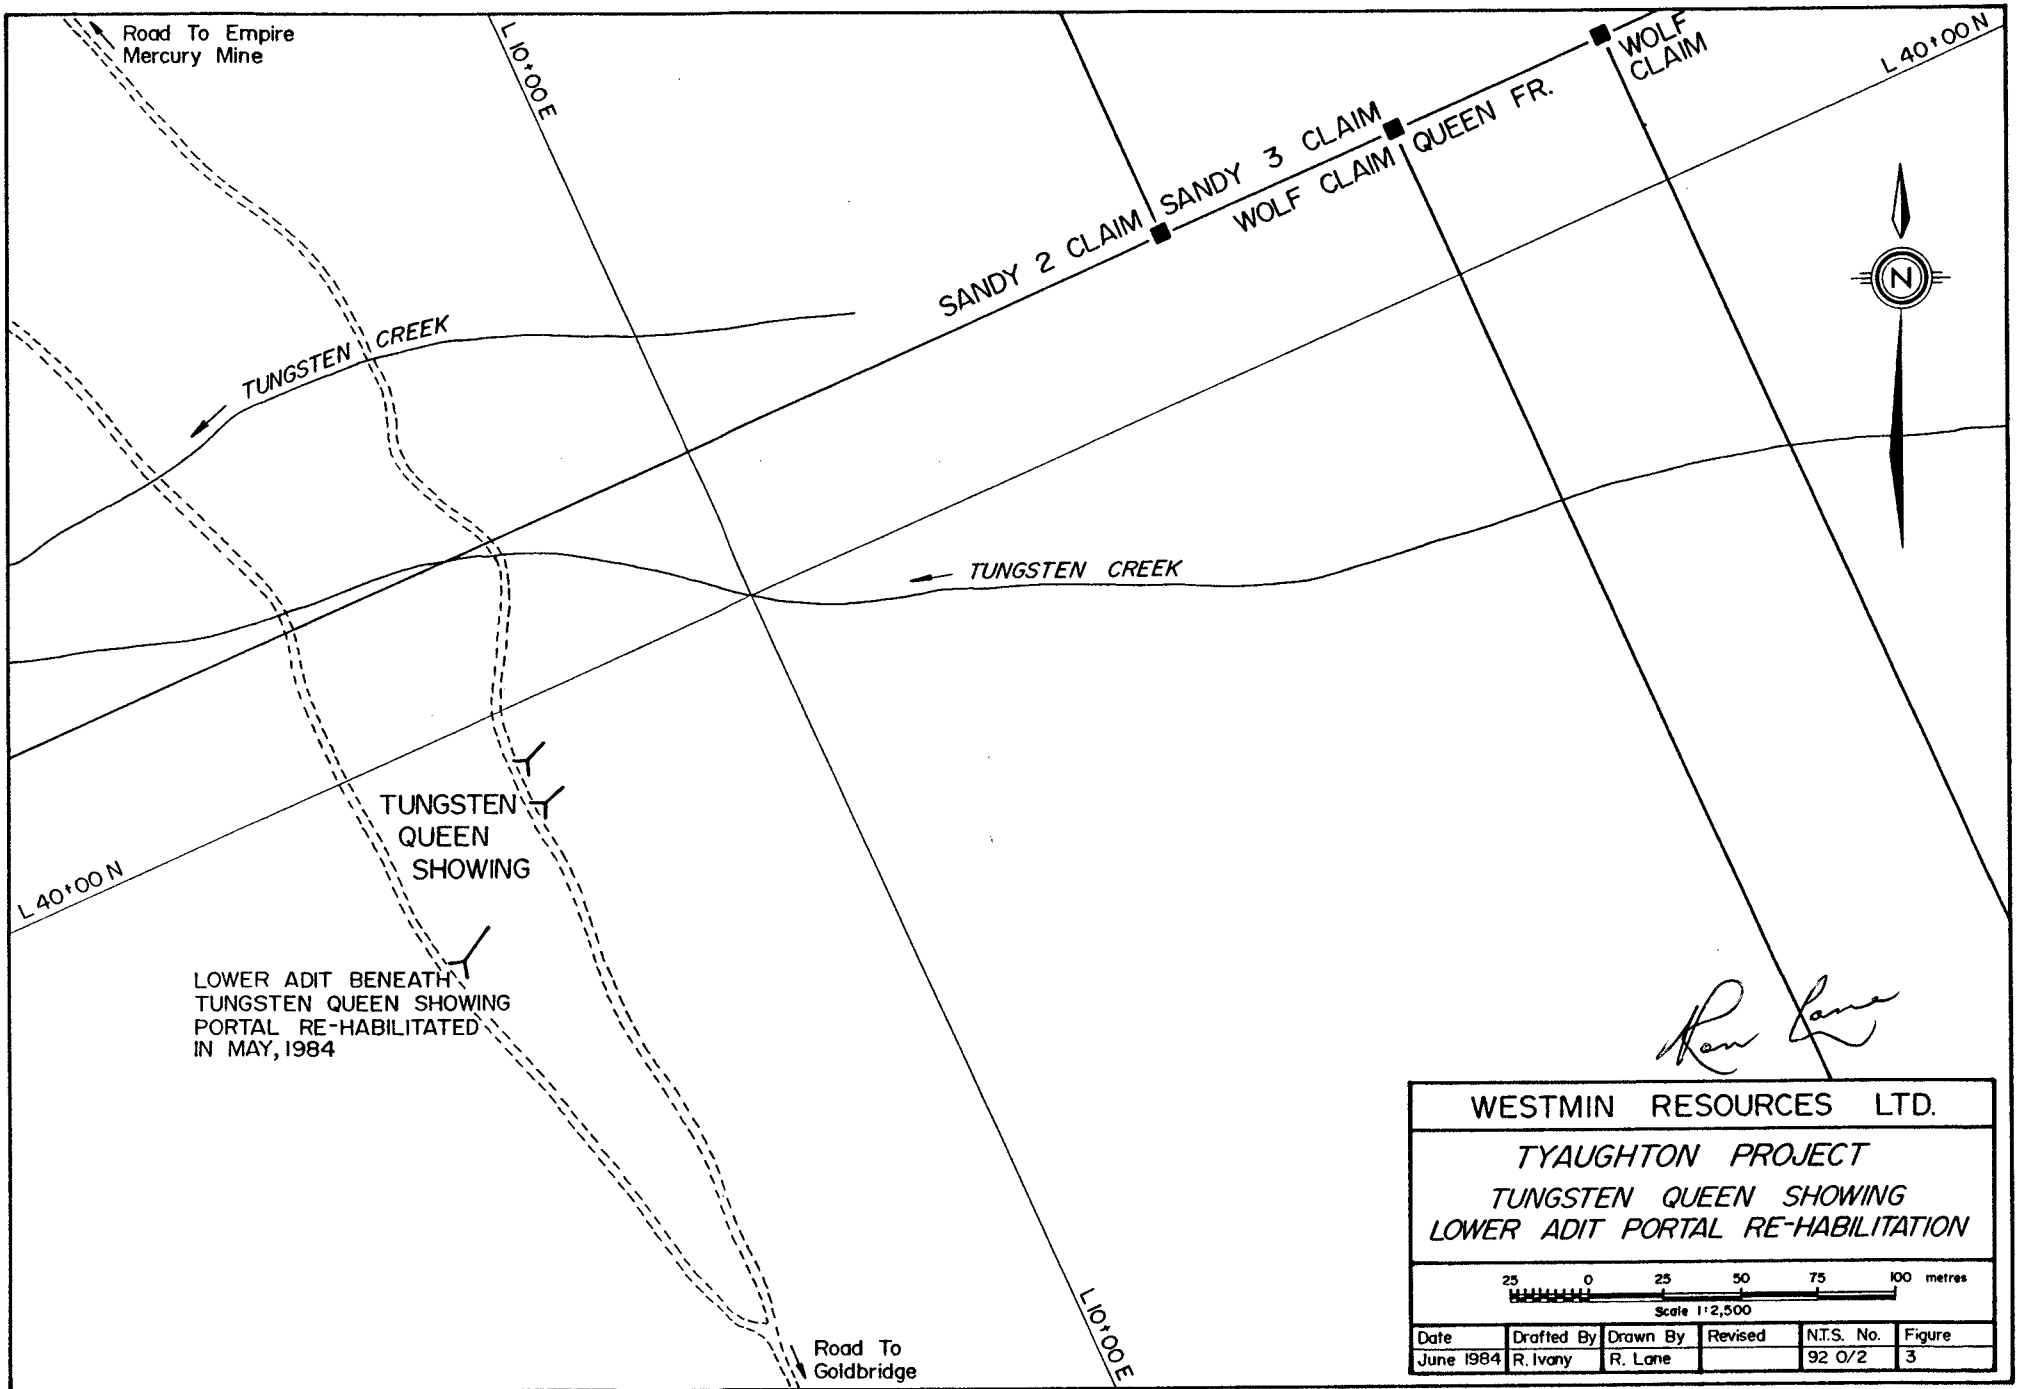 Road To Empire
Mercury Mine
L 10+00 E
WOLF
CLAIM
L 40+00 N
SANDY 3 CLAIM
QUEEN FR.
SANDY 2 CLAIM
WOLF CLAIM
N
TUNGSTEN CREEK
TUNGSTEN CREEK
TUNGSTEN
QUEEN
SHOWING
L 40+00 N
LOWER ADIT BENEATH
TUNGSTEN QUEEN SHOWING
PORTAL RE-HABILITATED
IN MAY, 1984
L 10+00 E
Road To
Goldbridge
Ron Lane
WESTMIN RESOURCES LTD.
TYAUGHTON PROJECT
TUNGSTEN QUEEN SHOWING
LOWER ADIT PORTAL RE-HABILITATION
25 0 25 50 75 100 metres
Scale 1:2,500
Date Drafted By Drawn By Revised N.T.S. No. Figure
June 1984 R. Ivany R. Lane 92 O/2 3